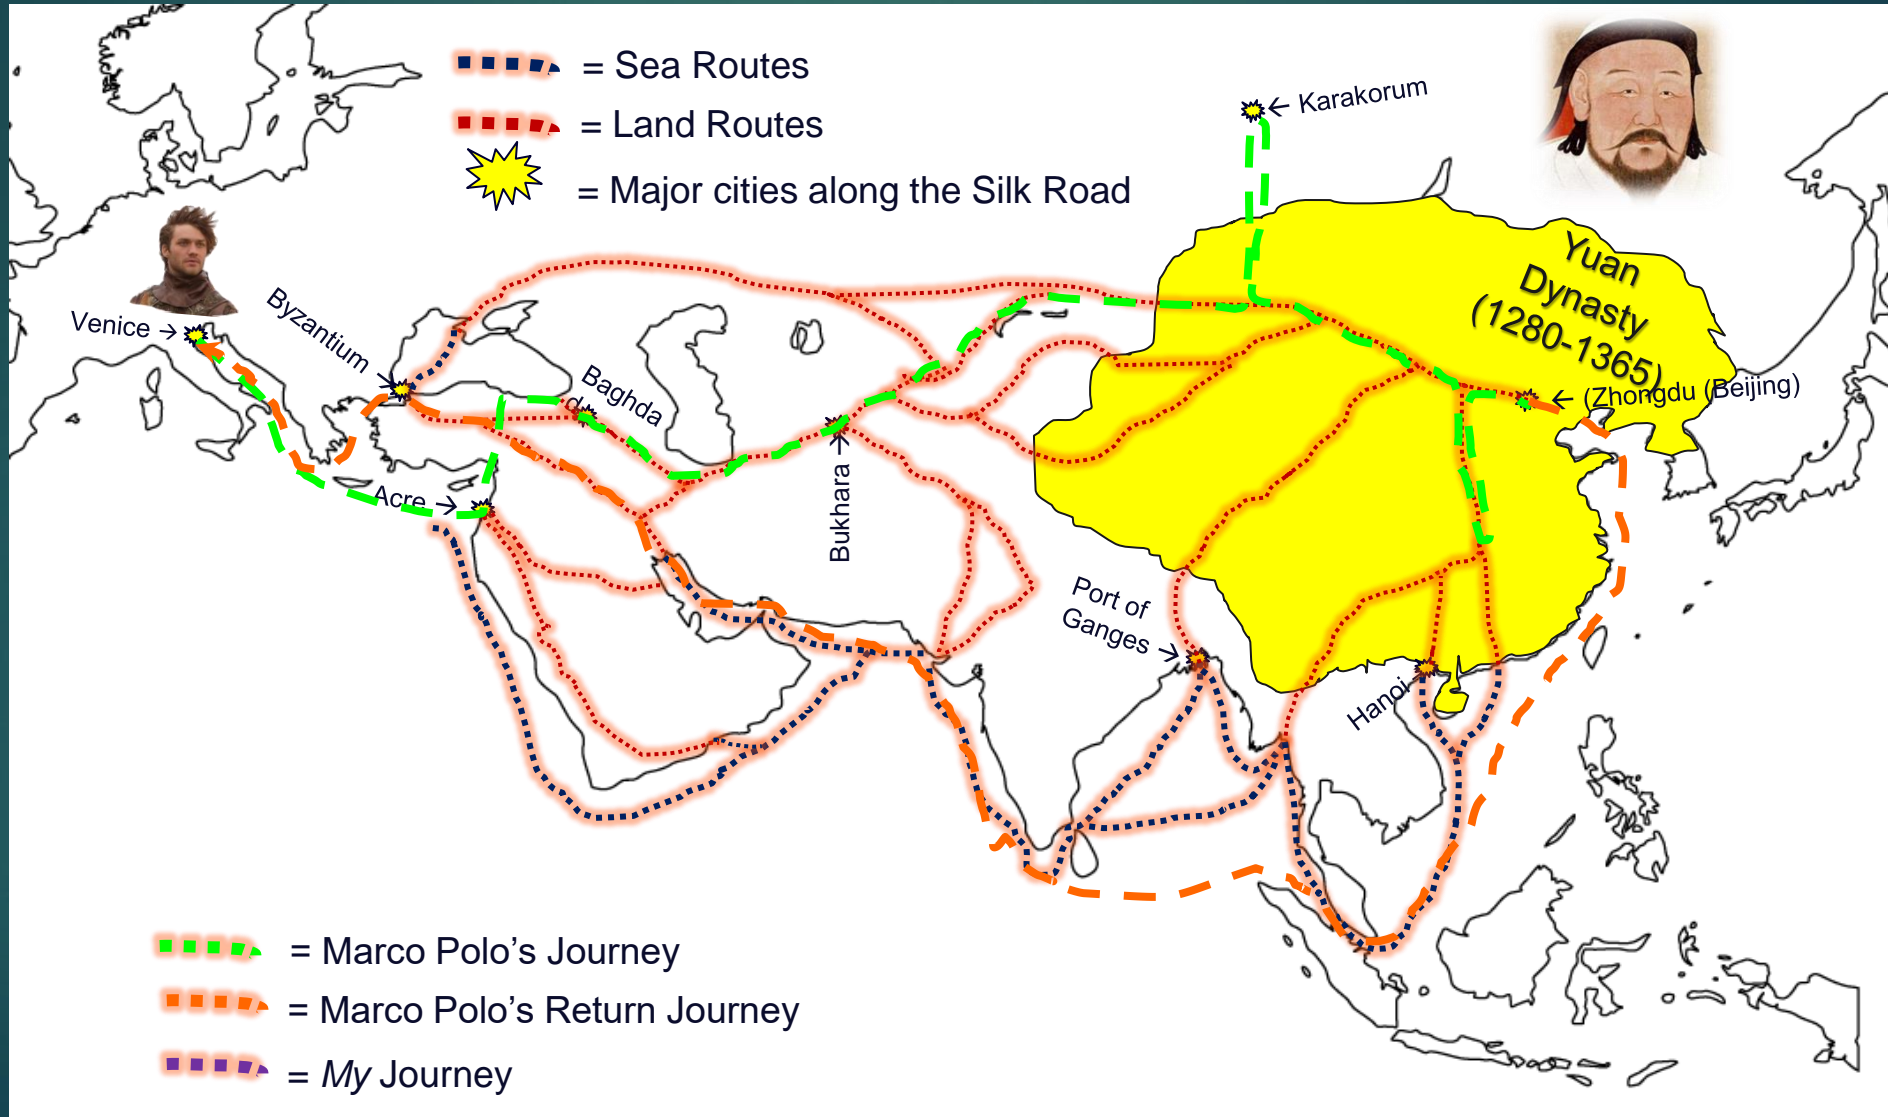 = Sea Routes
= Land Routes
= Major cities along the Silk Road
← Karakorum
Yuan
Dynasty
(1280-1365)
Venice →
Byzantium
→
Baghda
d→
← (Zhongdu (Beijing)
Acre →
Bukhara →
Port of
Ganges →
Hanoi
= Marco Polo’s Journey
= Marco Polo’s Return Journey
= My Journey